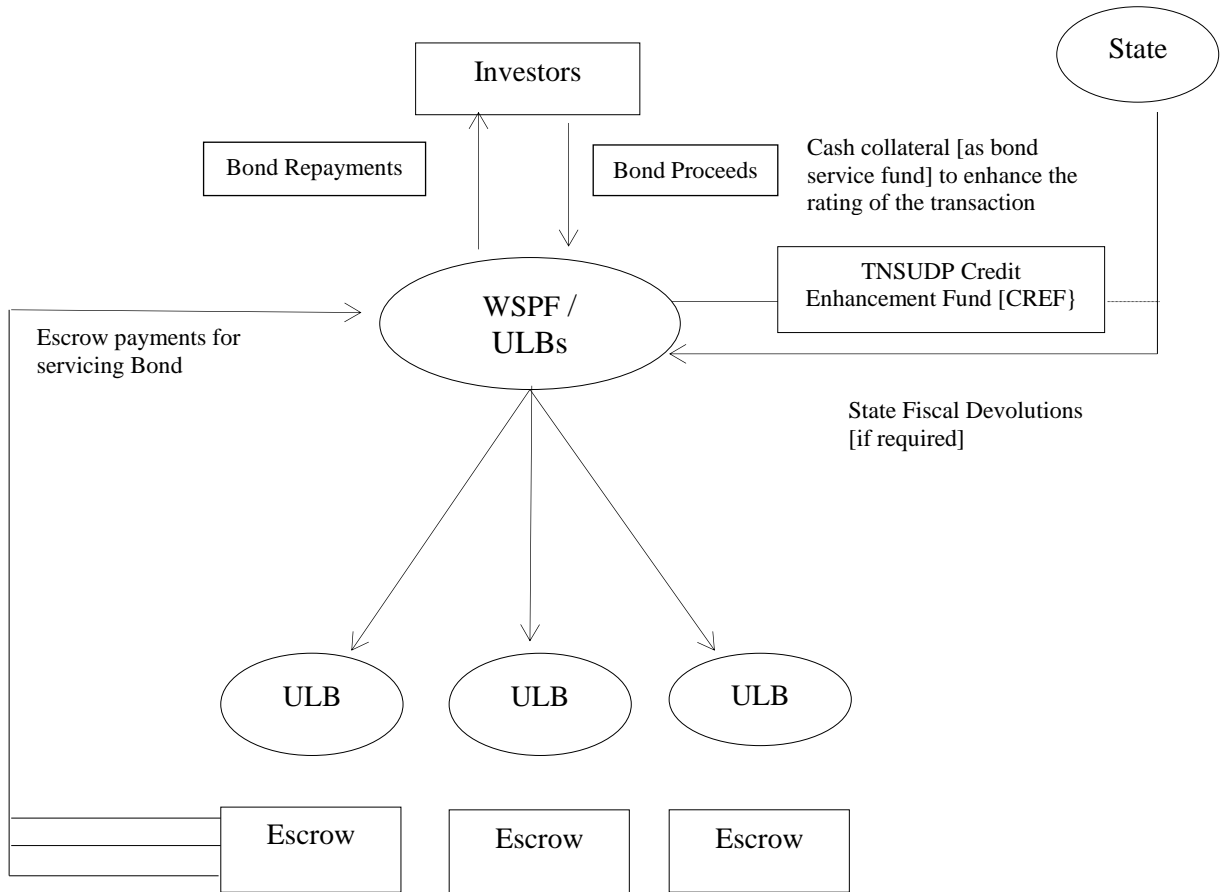 State
Investors
Bond Repayments
Bond Proceeds
Cash collateral [as bond
service fund] to enhance the
rating of the transaction
TNSUDP Credit
Enhancement Fund [CREF}
WSPF /
ULBs
Escrow payments for
servicing Bond
State Fiscal Devolutions
[if required]
ULB
ULB
ULB
Escrow
Escrow
Escrow